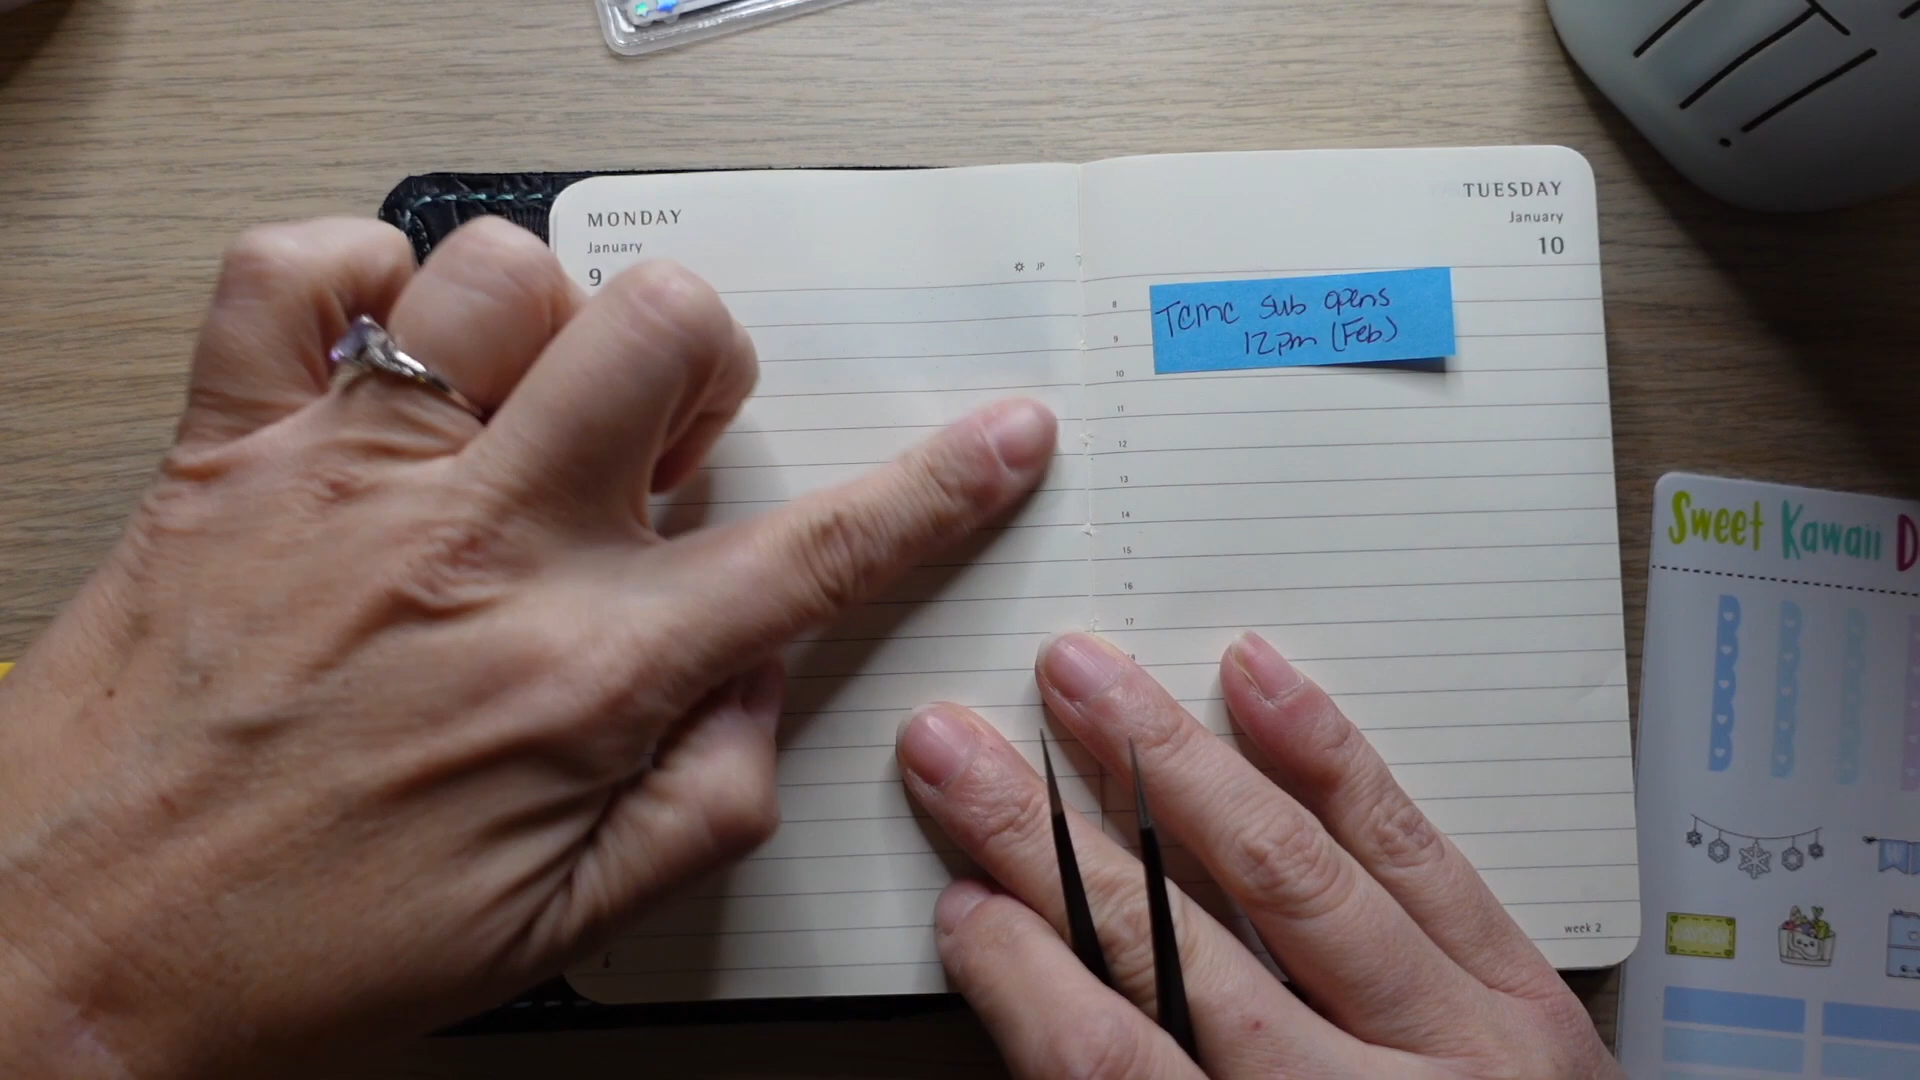 MONDAY
January
9
JP
TUESDAY
January
10
TCMC Sub opens
12pm (Feb)
8
9
10
11
12
13
14
15
16
17
week 2
Sweet Kawaii D
IT!